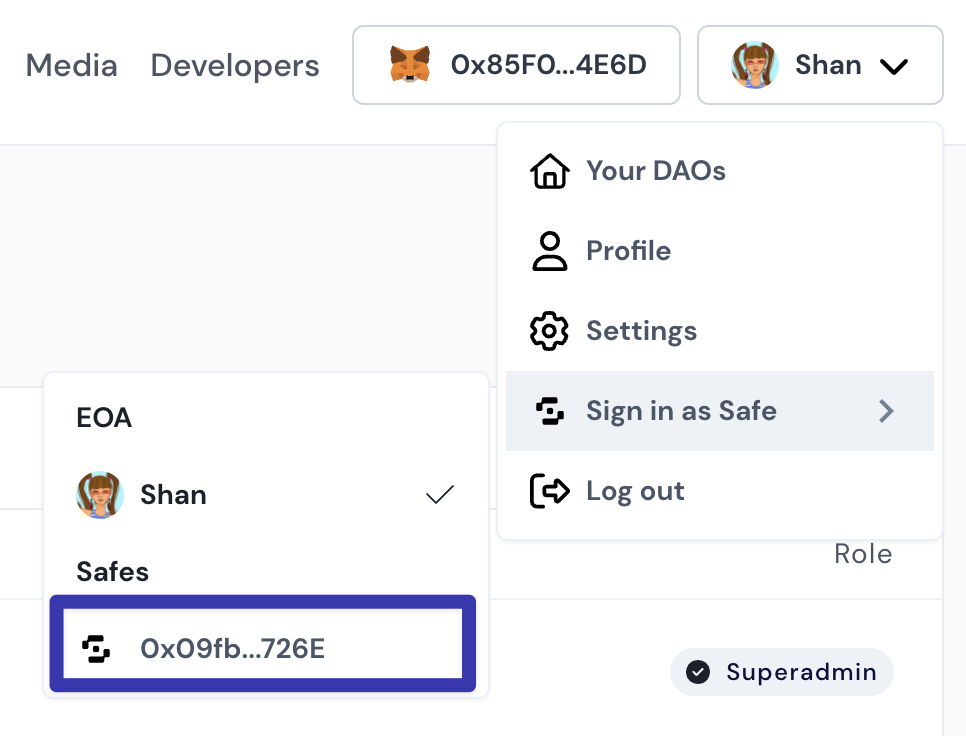 Media Developers 0x85F0...4E6D Shan
Your DAOs
Profile
Settings
Sign in as Safe
Log out
EOA
Shan
Safes
0x09fb...726E
Role
Superadmin